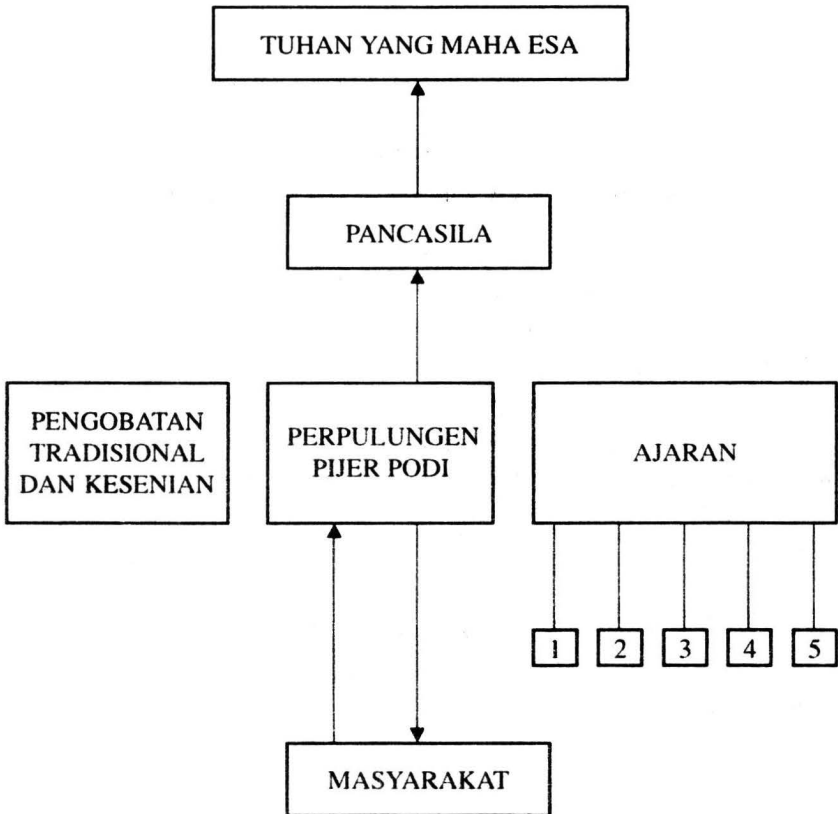 TUHAN YANG MAHA ESA
PANCASILA
PENGOBATAN
TRADISIONAL
DAN KESENIAN
PERPULUNGEN
PIJER PODI
AJARAN
1
2
3
4
5
MASYARAKAT